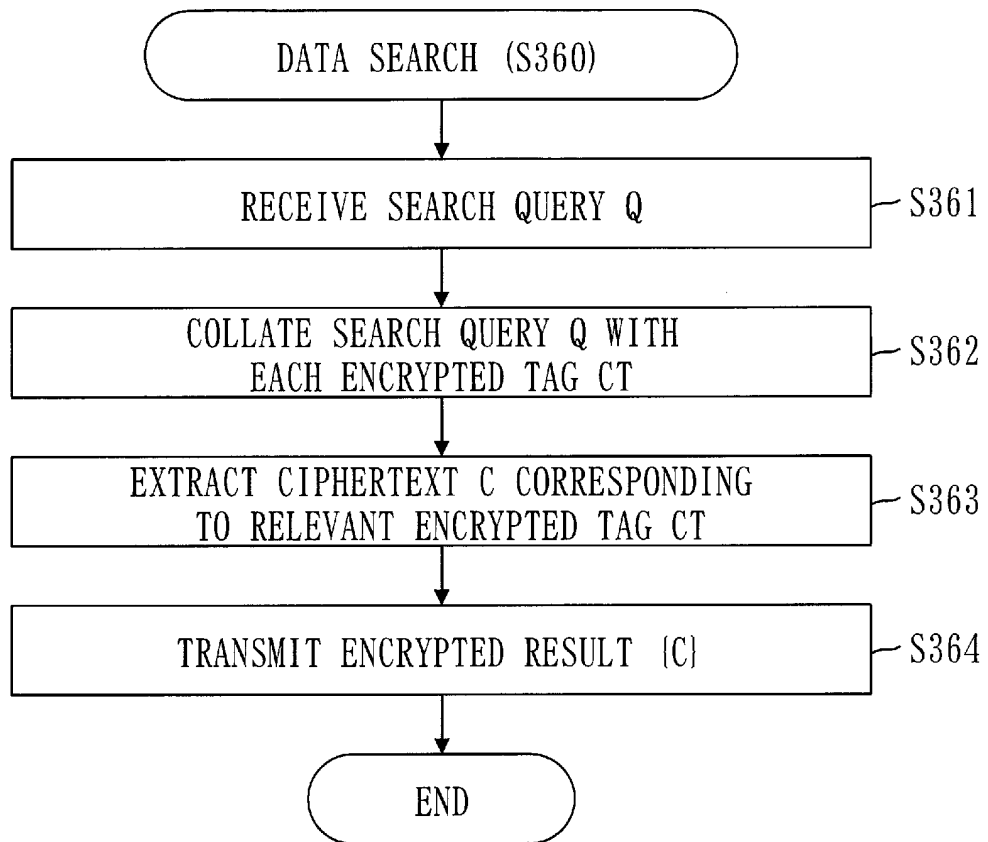 DATA SEARCH (S360)
RECEIVE SEARCH QUERY Q
S361
COLLATE SEARCH QUERY Q WITH
EACH ENCRYPTED TAG CT
S362
EXTRACT CIPHERTEXT C CORRESPONDING
TO RELEVANT ENCRYPTED TAG CT
S363
TRANSMIT ENCRYPTED RESULT {C}
S364
END